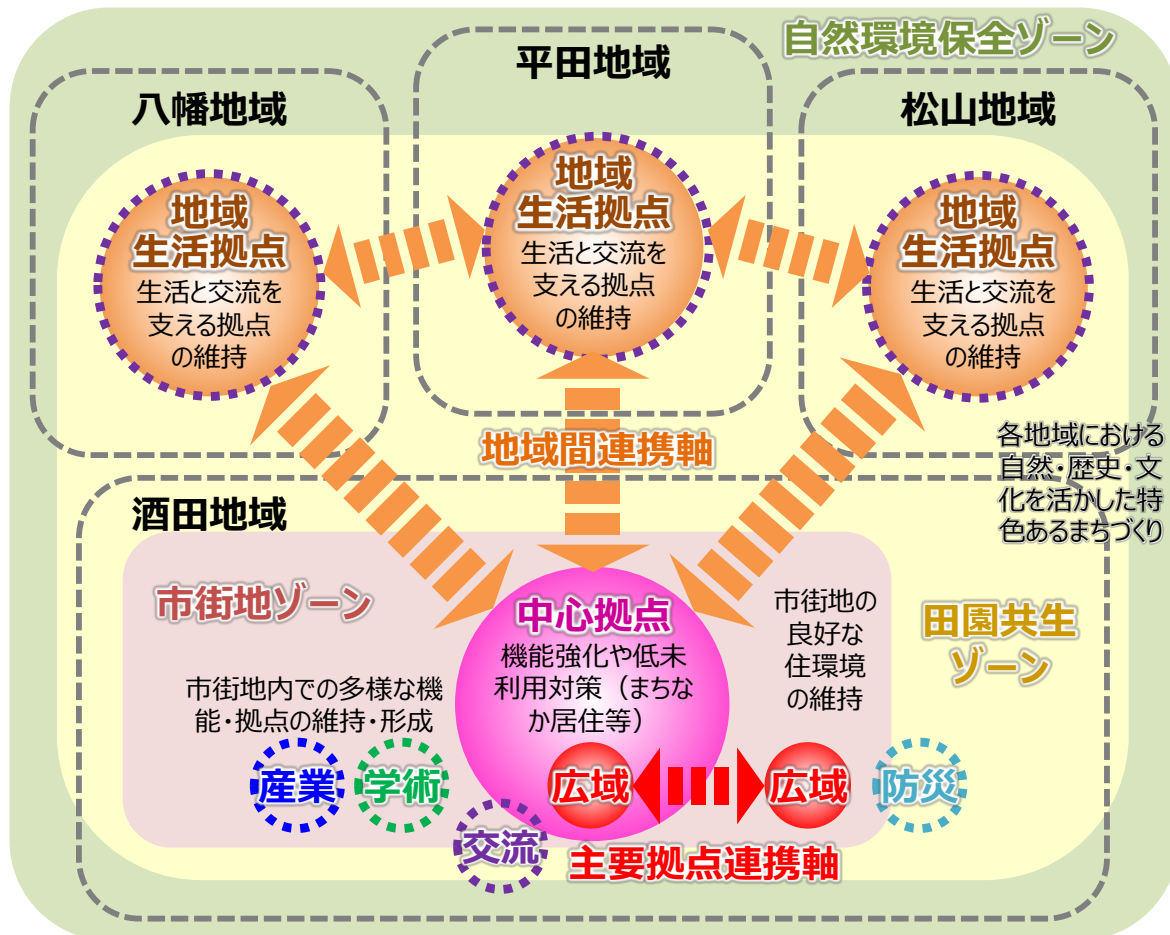 自然環境保全ゾーン
平田地域
八幡地域
松山地域
地域
生活拠点
生活と交流を
支える拠点
の維持
地域
生活拠点
生活と交流を
支える拠点
の維持
地域
生活拠点
生活と交流を
支える拠点
の維持
地域間連携軸
各地域における
自然・歴史・文
化を活かした特
色あるまちづくり
酒田地域
市街地ゾーン
中心拠点
機能強化や低未
利用対策（まちな
か居住等）
市街地の
良好な
住環境
の維持
田園共生
ゾーン
市街地内での多様な機
能・拠点の維持・形成
産業
学術
交流
広域
広域
防災
主要拠点連携軸